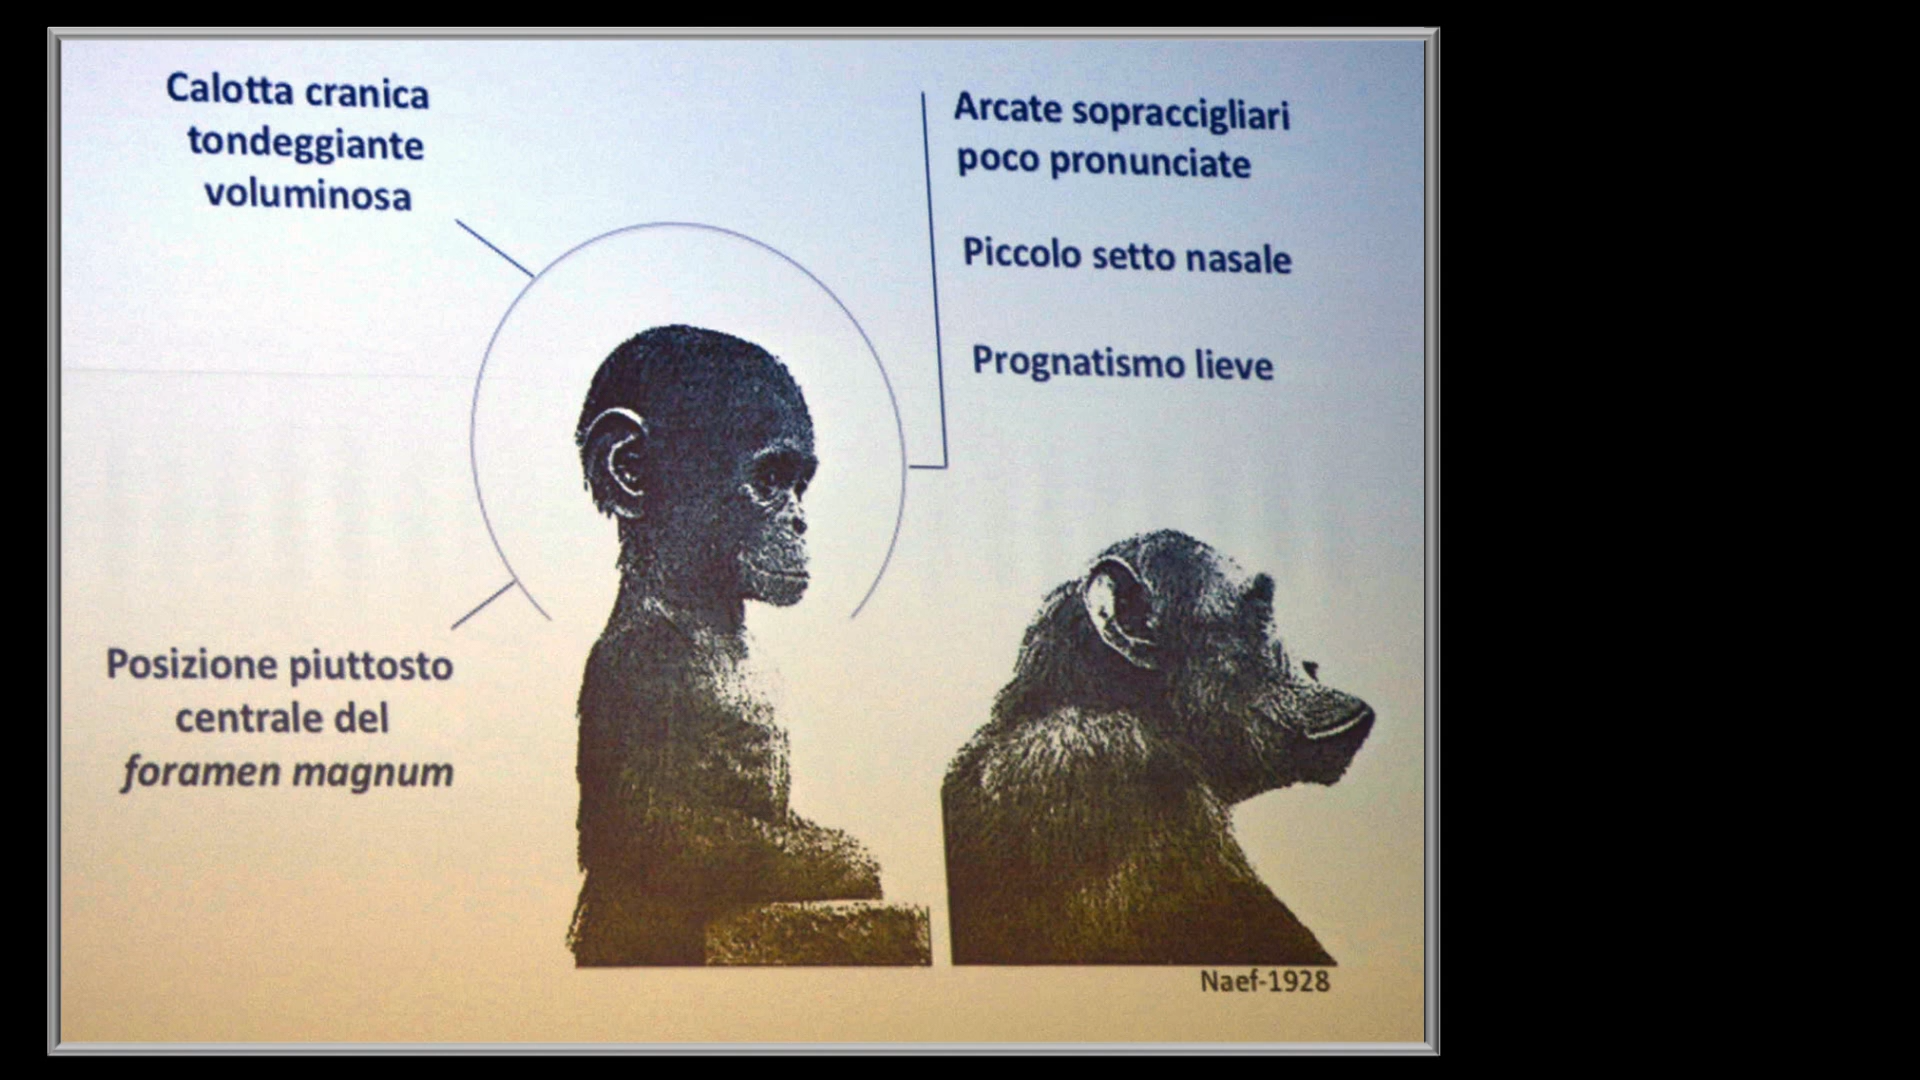 Calotta cranica
tondeggiante
voluminosa
Arcate sopraccigliari
poco pronunciate
Piccolo setto nasale
Prognatismo lieve
Posizione piuttosto
centrale del
foramen magnum
Naef-1928